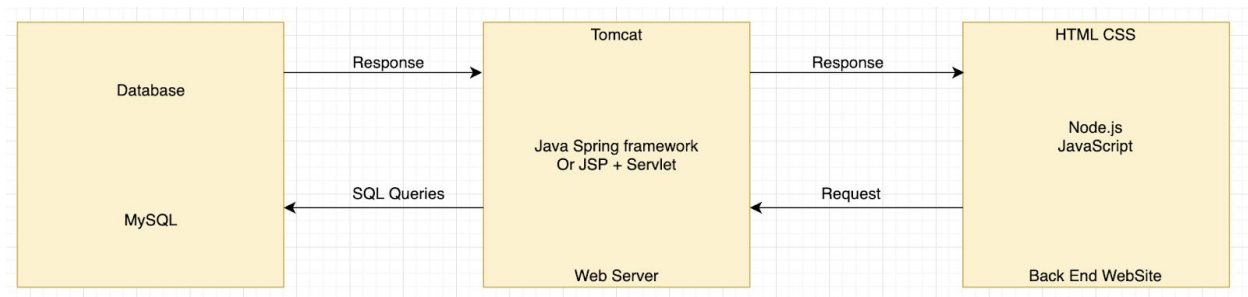 Database
MySQL
Response
SQL Queries
Tomcat
Java Spring framework
Or JSP + Servlet
Web Server
Response
Request
HTML CSS
Node.js
JavaScript
Back End WebSite